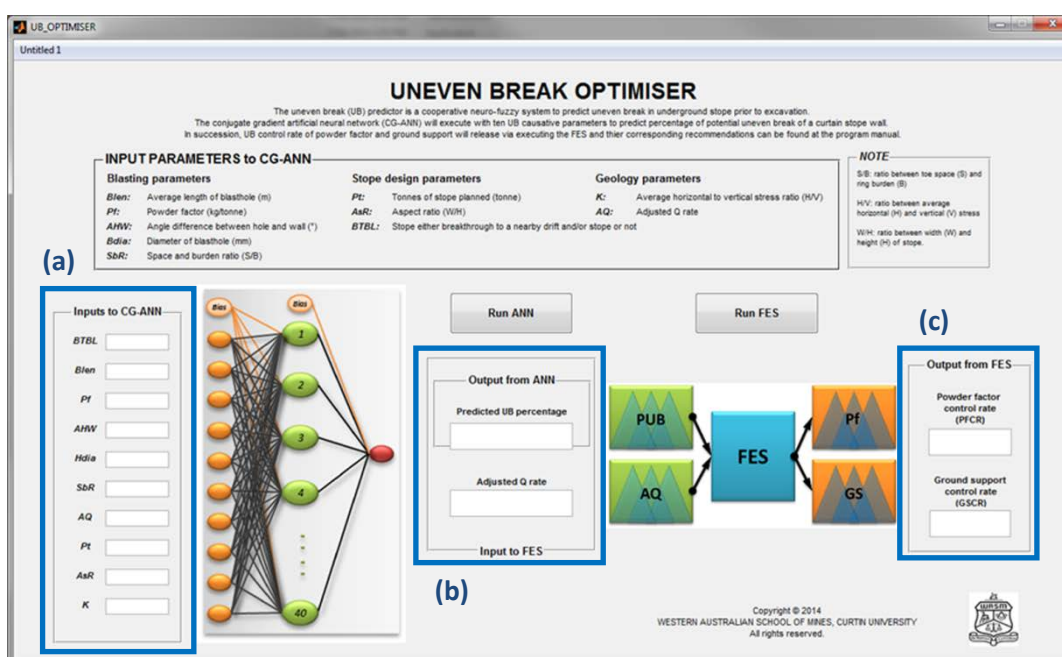 UB_OPTIMISER
Untitled 1
UNEVEN BREAK OPTIMISER
The uneven break (UB) predictor is a cooperative neuro-fuzzy system to predict uneven break in underground stope prior to excavation.
The conjugate gradient artificial neural network (CG-ANN) will execute with ten UB causative parameters to predict percentage of potential uneven break of a curtain stope wall.
In succession, UB control rate of powder factor and ground support will release via executing the FES and thier corresponding recommendations can be found at the program manual.
INPUT PARAMETERS to CG-ANN
Blasting parameters
Blen: Average length of blasthole (m)
Pf: Powder factor (kg/tonne)
AHW: Angle difference between hole and wall (°)
Bdia: Diameter of blasthole (mm)
SbR: Space and burden ratio (S/B)
Stope design parameters
Pt: Tonnes of stope planned (tonne)
AsR: Aspect ratio (W/H)
BTBL: Stope either breakthrough to a nearby drift and/or stope or not
Geology parameters
K: Average horizontal to vertical stress ratio (H/V)
AQ: Adjusted Q rate
NOTE
S/B: ratio between toe space (S) and
ring burden (B)
H/V: ratio between average
horizontal (H) and vertical (V) stress
W/H: ratio between width (W) and
height (H) of stope.
(a)
Inputs to CG-ANN
BTBL
Blen
Pf
AHW
Hdia
SbR
AQ
Pt
AsR
K
Bias
Bias
1
2
3
4
40
Run ANN
Run FES
Output from ANN
Predicted UB percentage
Adjusted Q rate
Input to FES
(b)
PUB
AQ
FES
Pf
GS
(c)
Output from FES
Powder factor
control rate
(PFCR)
Ground support
control rate
(GSCR)
Copyright © 2014
WESTERN AUSTRALIAN SCHOOL OF MINES, CURTIN UNIVERSITY
All rights reserved.
WASM